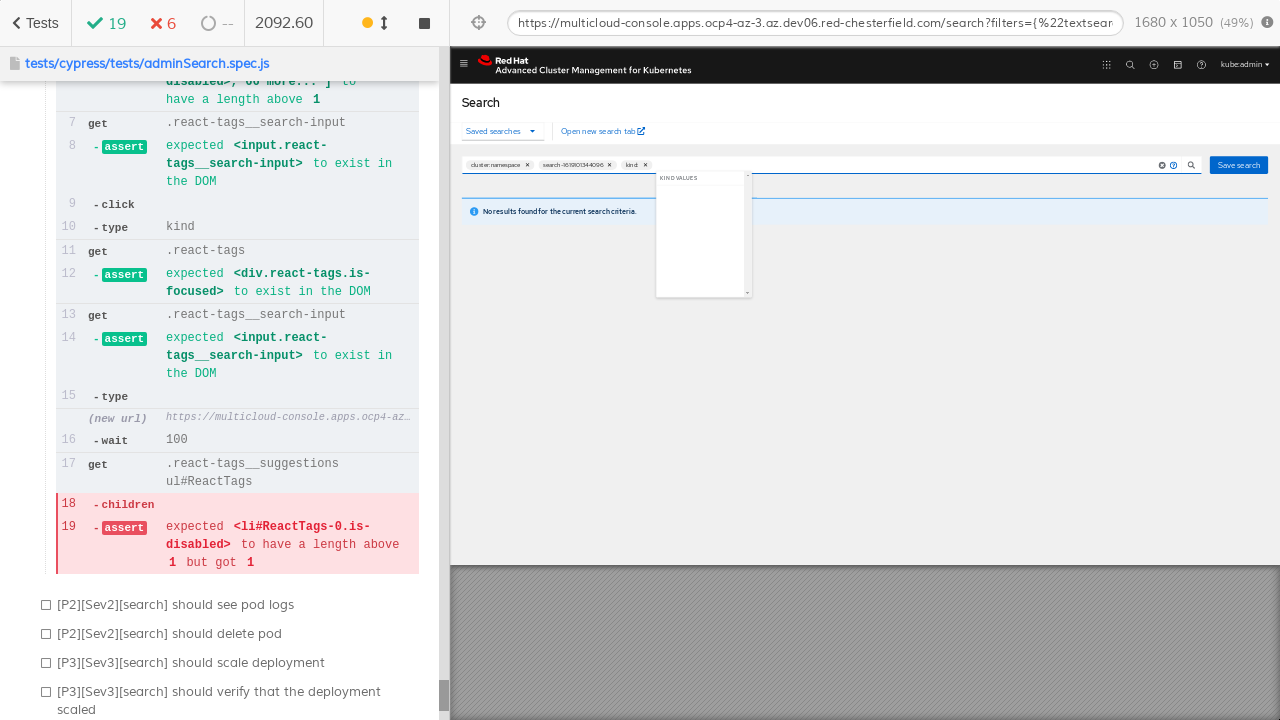 Tests
19
6
--
2092.60
https://multicloud-console.apps.ocp4-az-3.az.dev06.red-chesterfield.com/search?filters={%22textsear
1680 x 1050 (49%)
tests/cypress/tests/adminSearch.spec.js
have a length above 1
7 get .react-tags__search-input
8 - assert expected <input.react-
tags__search-input> to exist in
the DOM
9 - click
10 - type kind
11 get .react-tags
12 - assert expected <div.react-tags.is-
focused> to exist in the DOM
13 get .react-tags__search-input
14 - assert expected <input.react-
tags__search-input> to exist in
the DOM
15 - type
(new url) https://multicloud-console.apps.ocp4-az…
16 - wait 100
17 get .react-tags__suggestions
ul#ReactTags
18 - children
19 - assert expected <li#ReactTags-0.is-
disabled> to have a length above
1 but got 1
[P2][Sev2][search] should see pod logs
[P2][Sev2][search] should delete pod
[P3][Sev3][search] should scale deployment
[P3][Sev3][search] should verify that the deployment
scaled
Red Hat
Advanced Cluster Management for Kubernetes
kube:admin
Search
Saved searches
Open new search tab
cluster:namespace
search-1619101344096
kind:
Save search
KIND VALUES
No results found for the current search criteria.